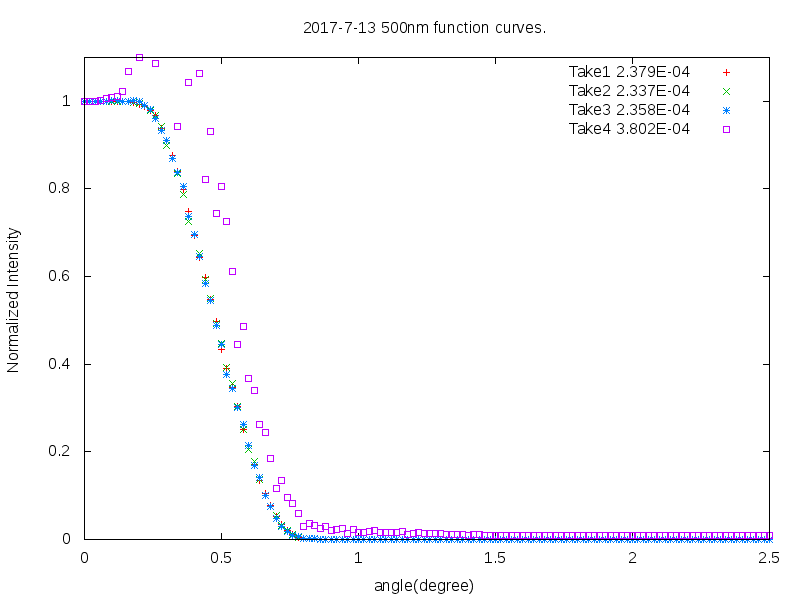 2017-7-13 500nm function curves.
Take1 2.379E-04
Take2 2.337E-04
Take3 2.358E-04
Take4 3.802E-04
Normalized Intensity
1
0.8
0.6
0.4
0.2
0
0 0.5 1 1.5 2 2.5
angle(degree)